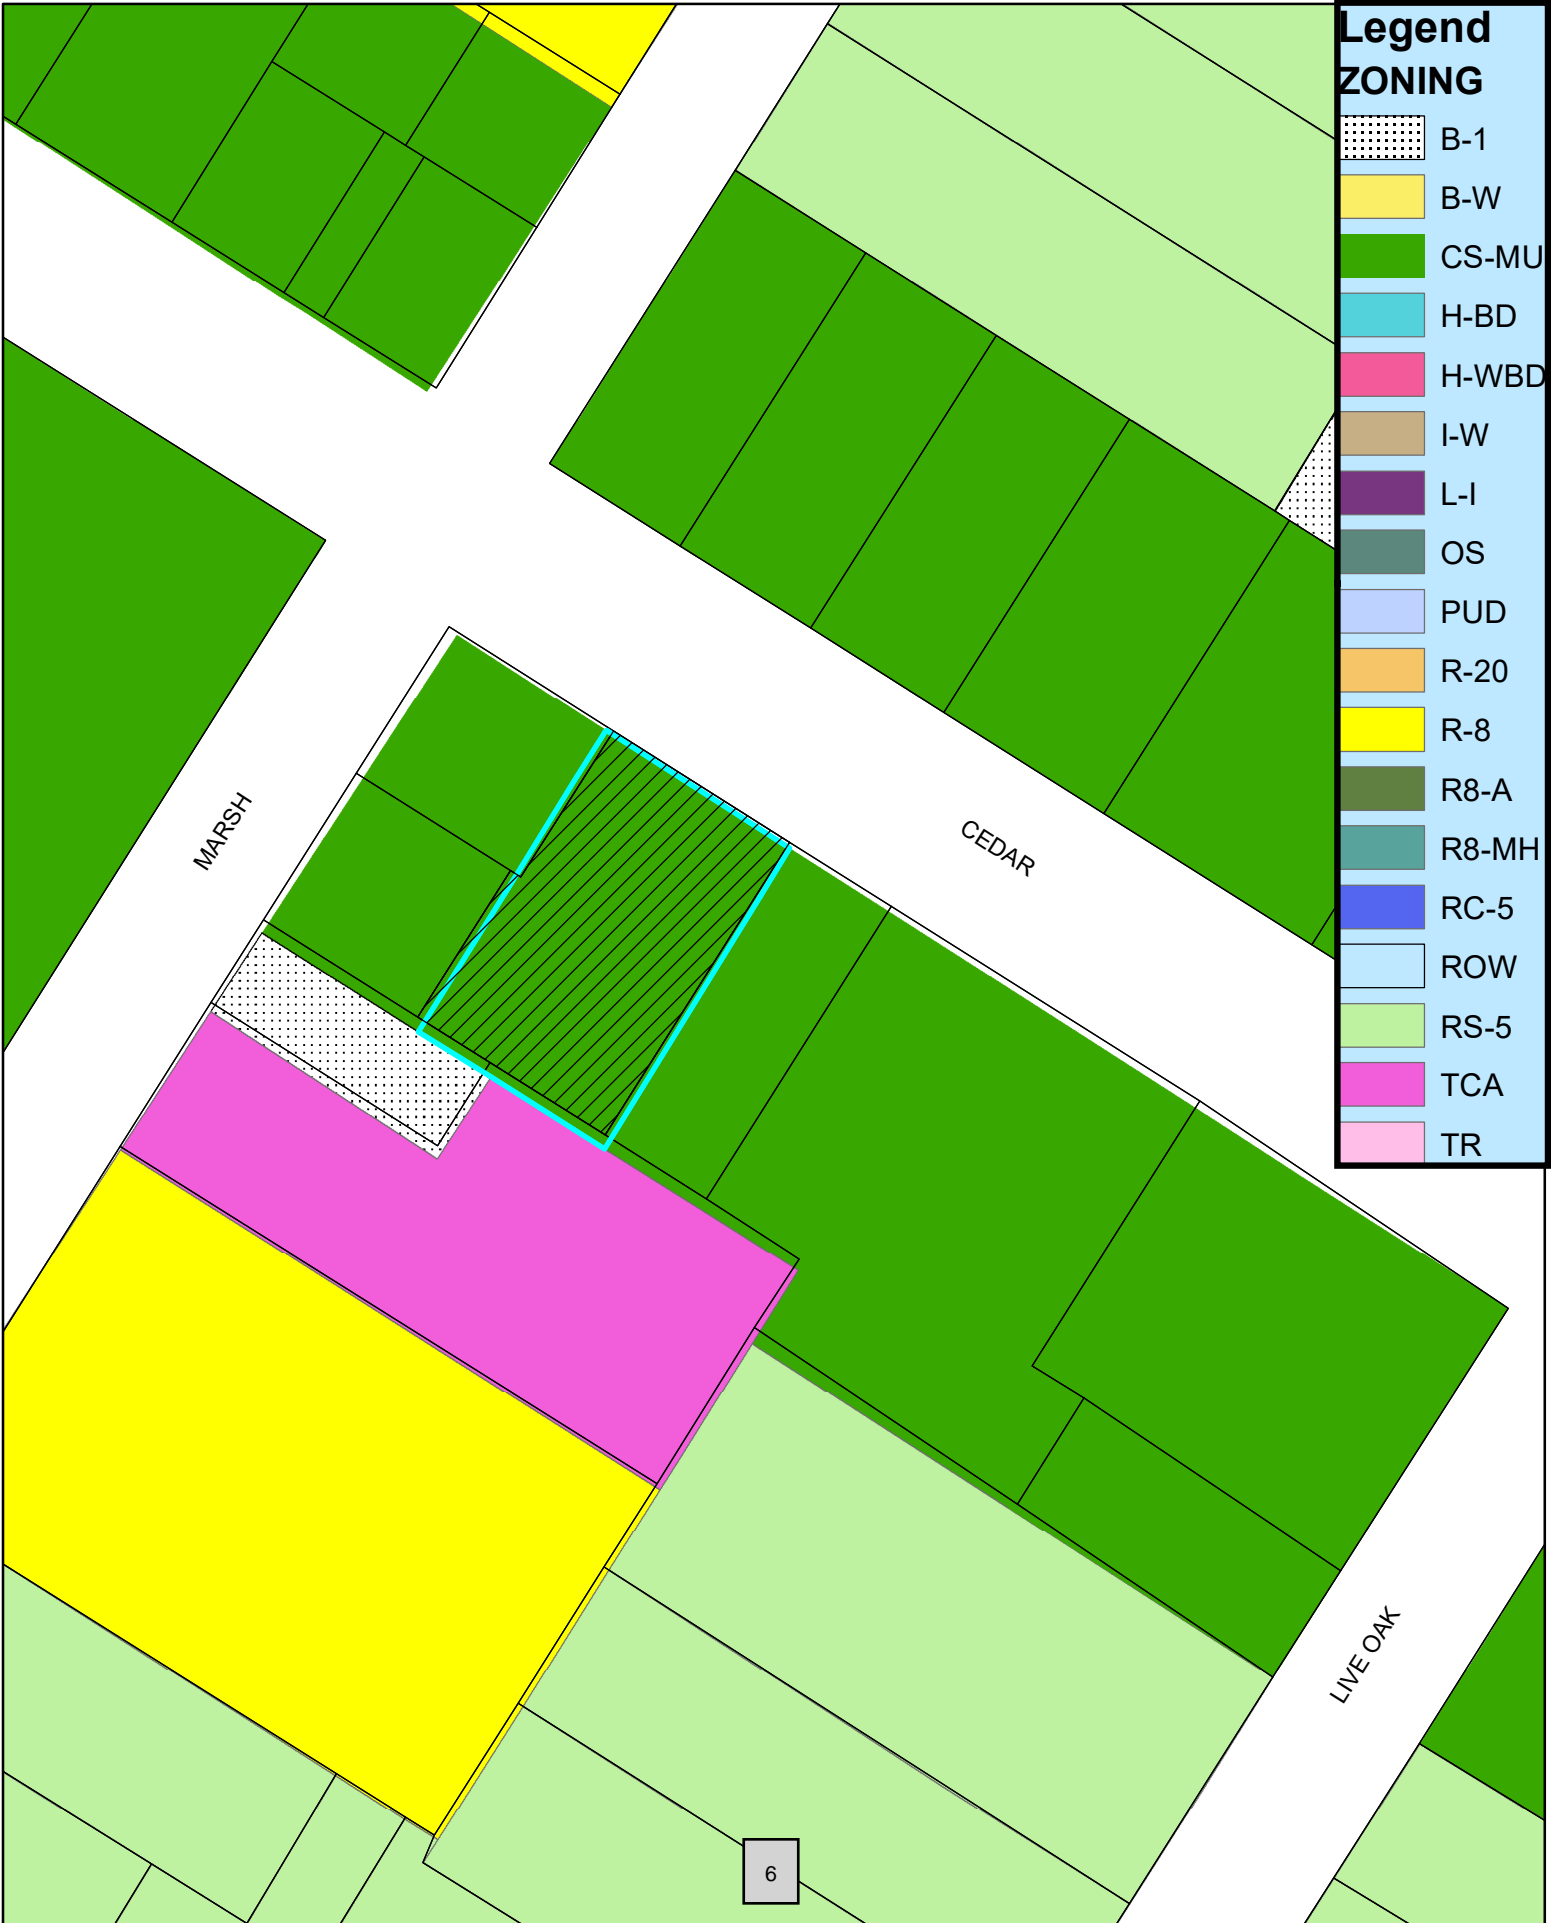 Legend
ZONING
B-1
B-W
CS-MU
H-BD
H-WBD
I-W
L-I
OS
PUD
R-20
R-8
R8-A
R8-MH
RC-5
ROW
RS-5
TCA
TR
MARSH
CEDAR
LIVE OAK
6